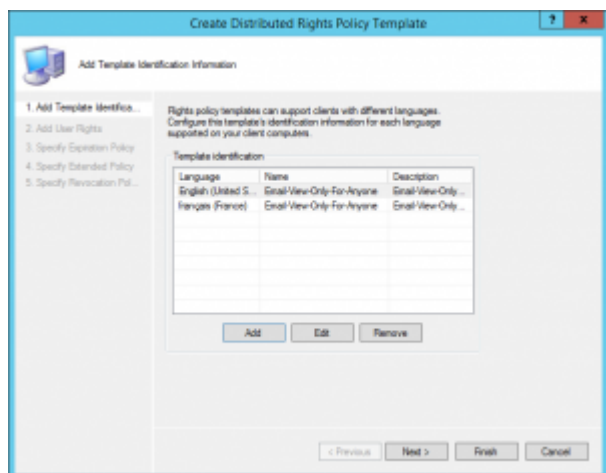 Create Distributed Rights Policy Template
?
x
Add Template Identification Information
1. Add Template Identifica...
2. Add User Rights
3. Specify Expiration Policy
4. Specify Extended Policy
5. Specify Revocation Pol...
Rights policy templates can support clients with different languages.
Configure this template's identification information for each language
supported on your client computers.
Template identification
Language Name Description
English (United S... Email-View-Only-For-Anyone Email-View-Only...
français (France) Email-View-Only-For-Anyone Email-View-Only...
Add Edit Remove
< Previous Next > Finish Cancel